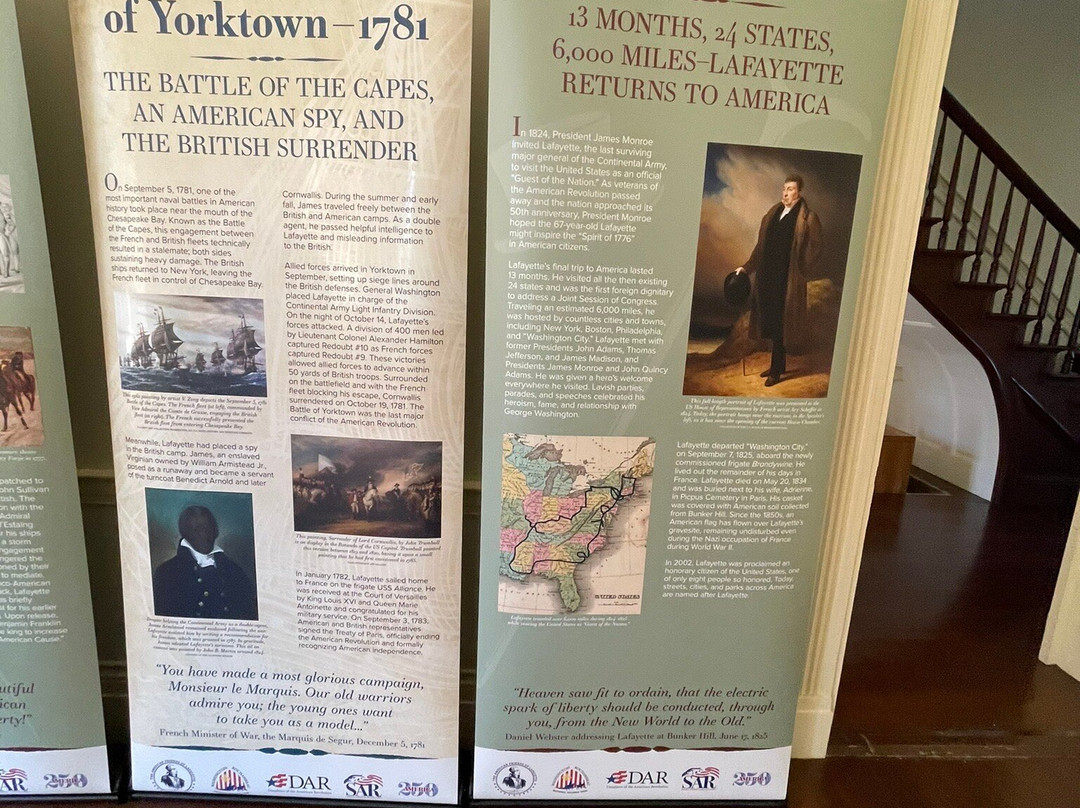 of Yorktown–1781
THE BATTLE OF THE CAPES,
AN AMERICAN SPY, AND
THE BRITISH SURRENDER
On September 5, 1781, one of the
most important naval battles in American
history took place near the mouth of the
Chesapeake Bay. Known as the Battle
of the Capes, this engagement between
the French and British fleets technically
resulted in a stalemate; both sides
sustaining heavy damage. The British
ships returned to New York, leaving the
French fleet in control of Chesapeake Bay.
Meanwhile, Lafayette had placed a spy
in the British camp. James, an enslaved
Virginian owned by William Armistead Jr.,
posed as a runaway and became a servant
of the turncoat Benedict Arnold and later
Cornwallis. During the summer and early
fall, James traveled freely between the
British and American camps. As a double
agent, he passed helpful intelligence to
Lafayette and misleading information
to the British.
Allied forces arrived in Yorktown in
September, setting up siege lines around
the British defenses. General Washington
placed Lafayette in charge of the
Continental Army Light Infantry Division.
On the night of October 14, Lafayette's
forces attacked. A division of 400 men led
by Lieutenant Colonel Alexander Hamilton
captured Redoubt #10 as French forces
captured Redoubt #9. These victories
allowed allied forces to advance within
50 yards of British troops. Surrounded
on the battlefield and with the French
fleet blocking his escape, Cornwallis
surrendered on October 19, 1781. The
Battle of Yorktown was the last major
conflict of the American Revolution.
In January 1782, Lafayette sailed home
to France on the frigate USS Alliance. He
was received at the Court of Versailles
by King Louis XVI and Queen Marie
Antoinette and congratulated for his
military service. On September 3, 1783,
American and British representatives
signed the Treaty of Paris, officially ending
the American Revolution and formally
recognizing American independence.
"You have made a most glorious campaign,
Monsieur le Marquis. Our old warriors
admire you; the young ones want
to take you as a model..."
French Minister of War, the Marquis de Segur, December 5, 1781
DAR
SAR
250
13 MONTHS, 24 STATES,
6,000 MILES–LAFAYETTE
RETURNS TO AMERICA
In 1824, President James Monroe
invited Lafayette, the last surviving
major general of the Continental Army,
to visit the United States as an official
"Guest of the Nation." As veterans of
the American Revolution passed
away and the nation approached its
50th anniversary, President Monroe
hoped the 67-year-old Lafayette
might inspire the "Spirit of 1776"
in American citizens.
Lafayette's final trip to America lasted
13 months. He visited all the then existing
24 states and was the first foreign dignitary
to address a Joint Session of Congress.
Traveling an estimated 6,000 miles, he
was hosted by countless cities and towns,
including New York, Boston, Philadelphia,
and "Washington City." Lafayette met with
former Presidents John Adams, Thomas
Jefferson, and James Madison, and
Presidents James Monroe and John Quincy
Adams. He was given a hero's welcome
everywhere he visited. Lavish parties,
parades, and speeches celebrated his
heroism, fame, and relationship with
George Washington.
UNITED STATES
Lafayette departed "Washington City."
on September 7, 1825, aboard the newly
commissioned frigate Brandywine. He
lived out the remainder of his days in
France. Lafayette died on May 20, 1834
and was buried next to his wife, Adrienne,
in Picpus Cemetery in Paris. His casket
was covered with American soil collected
from Bunker Hill. Since the 1850s, an
American flag has flown over Lafayette's
gravesite, remaining undisturbed even
during the Nazi occupation of France
during World War II.
In 2002, Lafayette was proclaimed an
honorary citizen of the United States, one
of only eight people so honored. Today,
streets, cities, and parks across America
are named after Lafayette.
"Heaven saw fit to ordain, that the electric
spark of liberty should be conducted, through
you, from the New World to the Old."
Daniel Webster addressing Lafayette at Bunker Hill, June 17, 1825
DAR
SAR
250